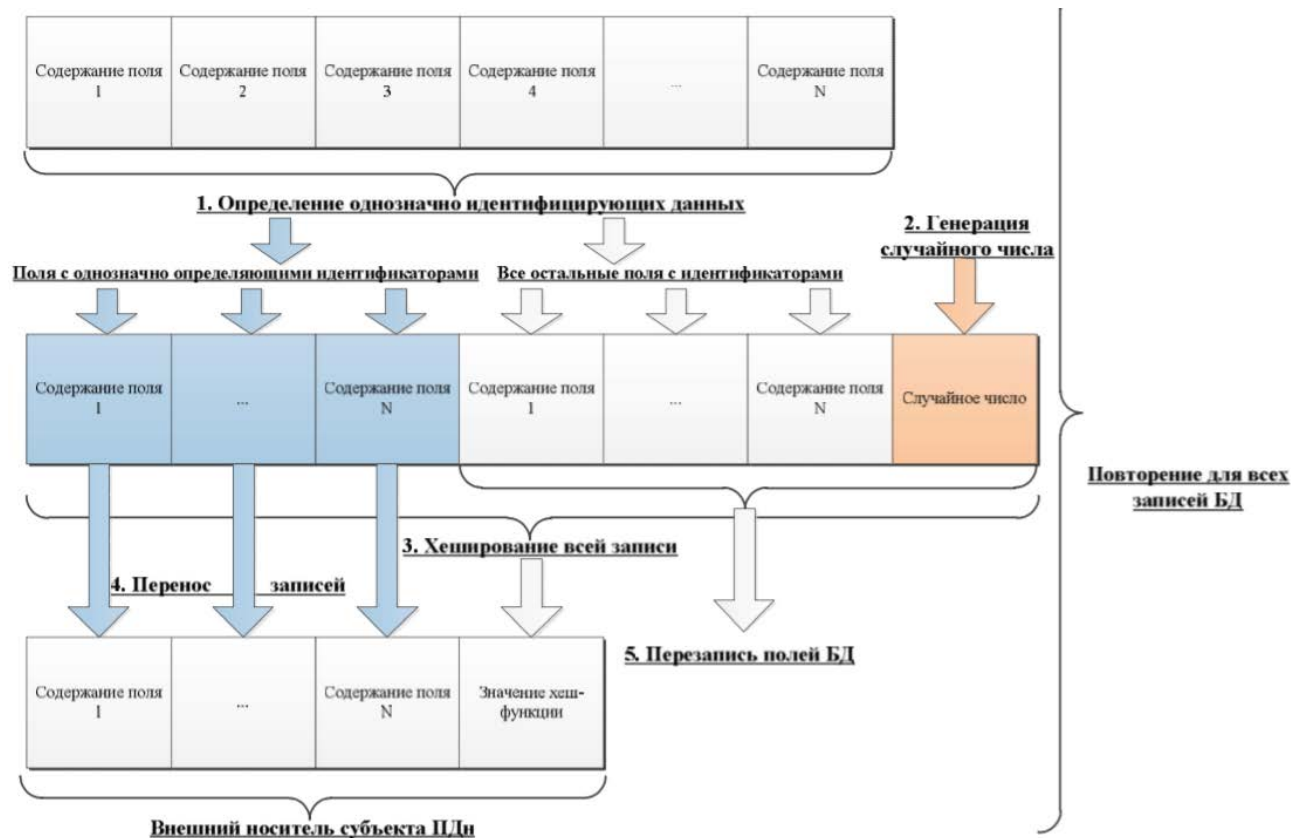 Содержание поля 1
Содержание поля 2
Содержание поля 3
Содержание поля 4
...
Содержание поля N
1. Определение однозначно идентифицирующих данных
2. Генерация
случайного числа
Поля с однозначно определяющими идентификаторами
Все остальные поля с идентификаторами
Содержание поля 1
...
Содержание поля N
Содержание поля 1
...
Содержание поля N
Случайное число
Повторение для всех
записей БД
3. Хеширование всей записи
4. Перенос записей
5. Перезапись полей БД
Содержание поля 1
...
Содержание поля N
Значение хеш-
функции
Внешний носитель субъекта ПДн